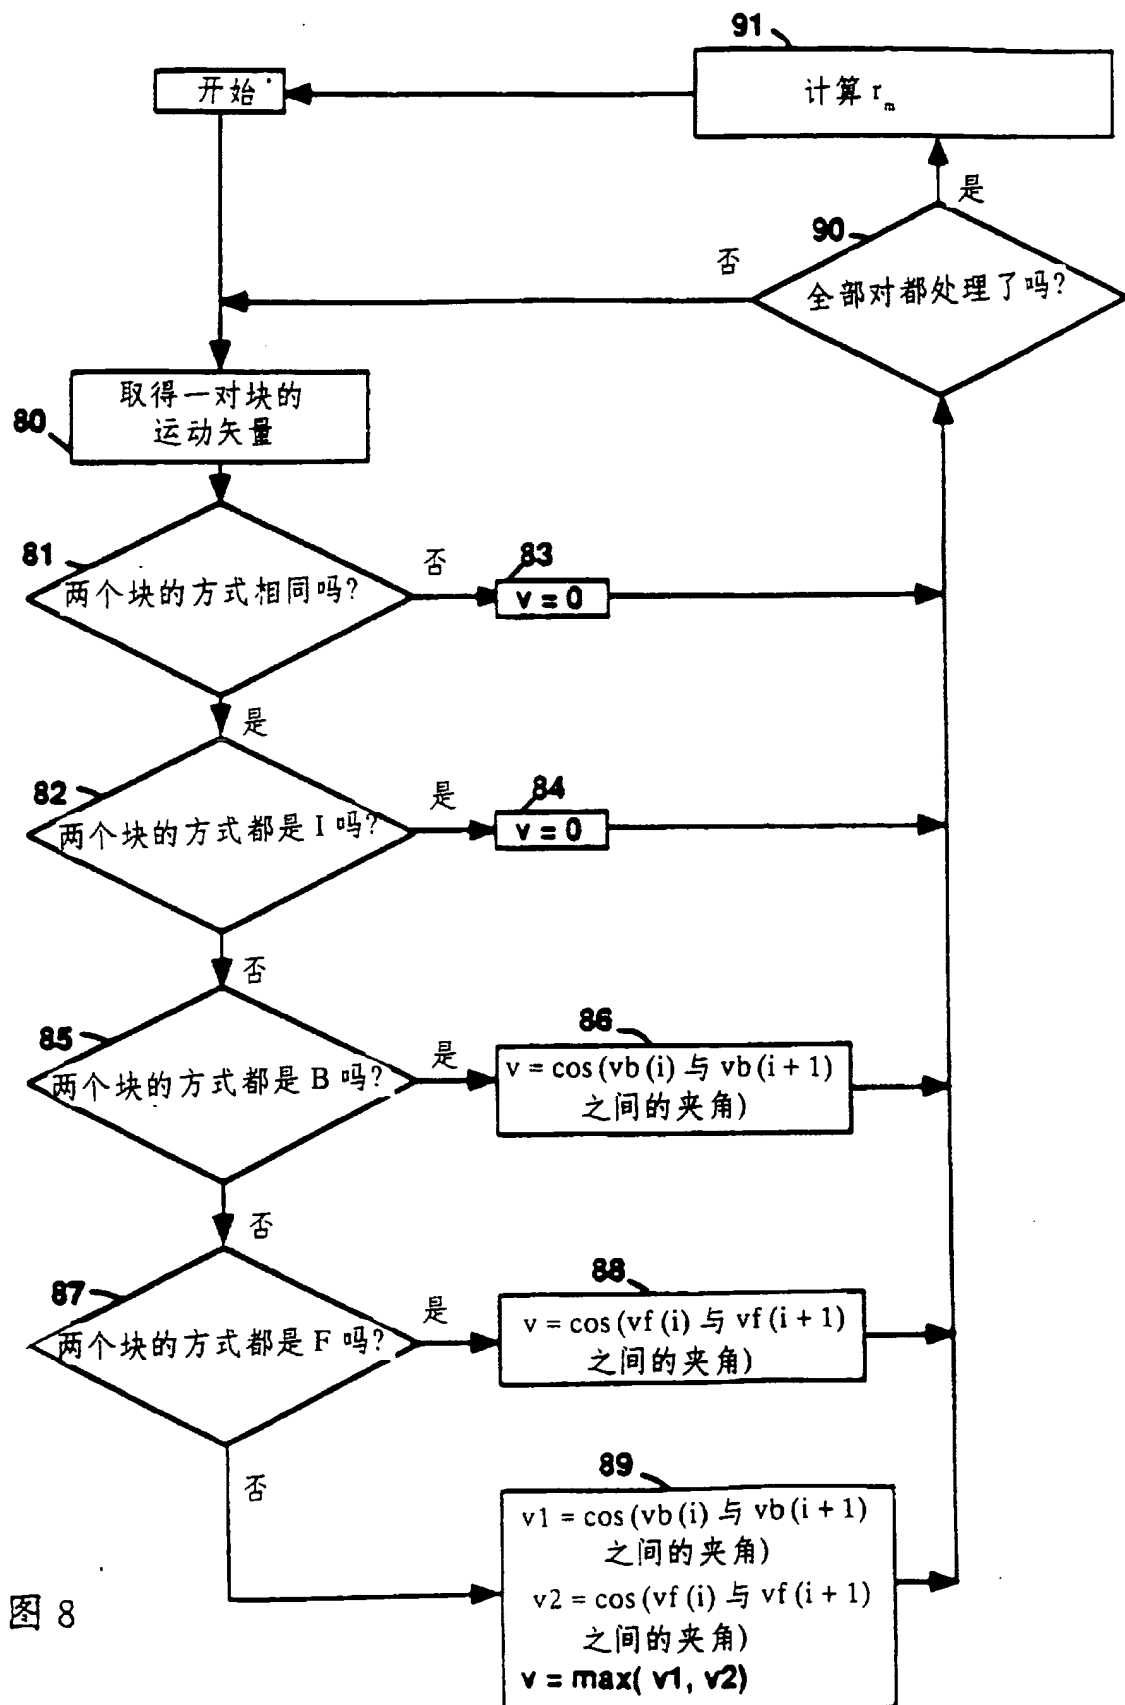 91
开始
计算 rₘ
是
90
否
全部对都处理了吗?
取得一对块的
运动矢量
80
81
否
83
两个块的方式相同吗?
v = 0
是
82
是
84
两个块的方式都是 I 吗?
v = 0
否
85
86
是
两个块的方式都是 B 吗?
v = cos (vb (i) 与 vb (i + 1)
之间的夹角)
否
87
88
是
两个块的方式都是 F 吗?
v = cos (vf (i) 与 vf (i + 1)
之间的夹角)
否
89
v1 = cos (vb (i) 与 vb (i + 1)
之间的夹角)
v2 = cos (vf (i) 与 vf (i + 1)
之间的夹角)
v = max( v1, v2)
图 8